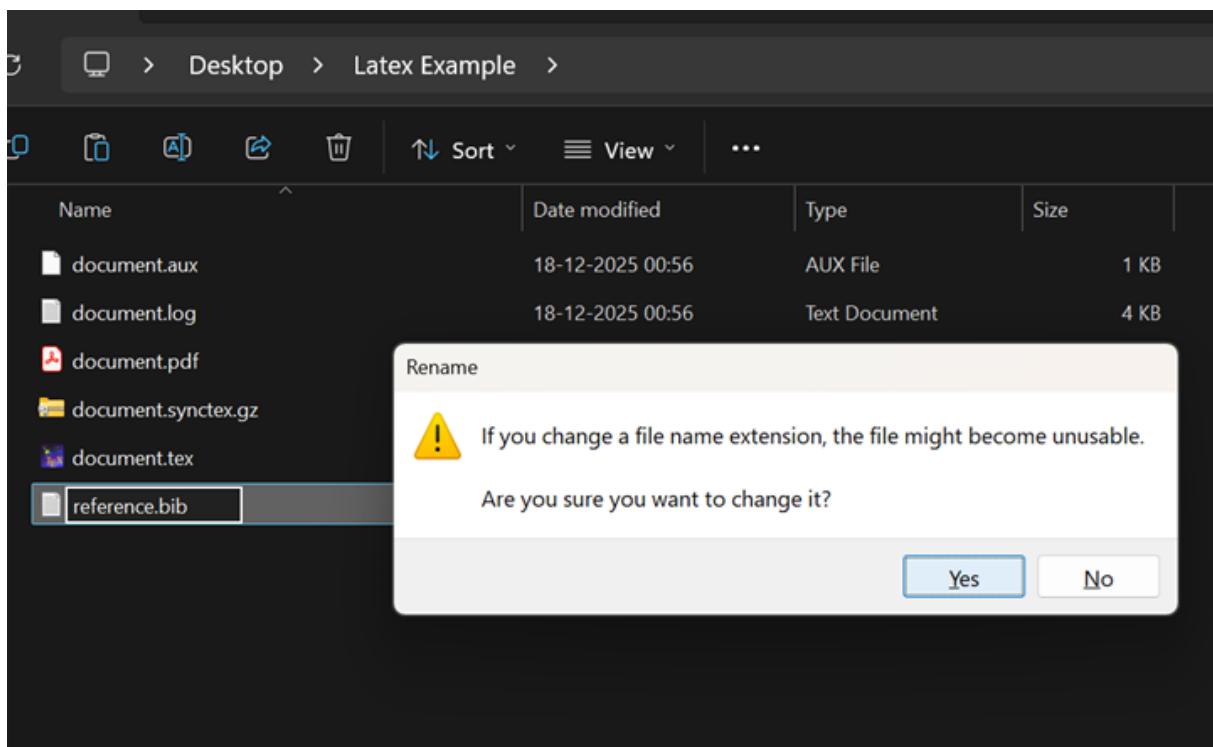 Desktop > Latex Example >
Sort View ...
Name Date modified Type Size
document.aux 18-12-2025 00:56 AUX File 1 KB
document.log 18-12-2025 00:56 Text Document 4 KB
document.pdf
document.synctex.gz
document.tex
reference.bib
Rename
If you change a file name extension, the file might become unusable.
Are you sure you want to change it?
Yes No